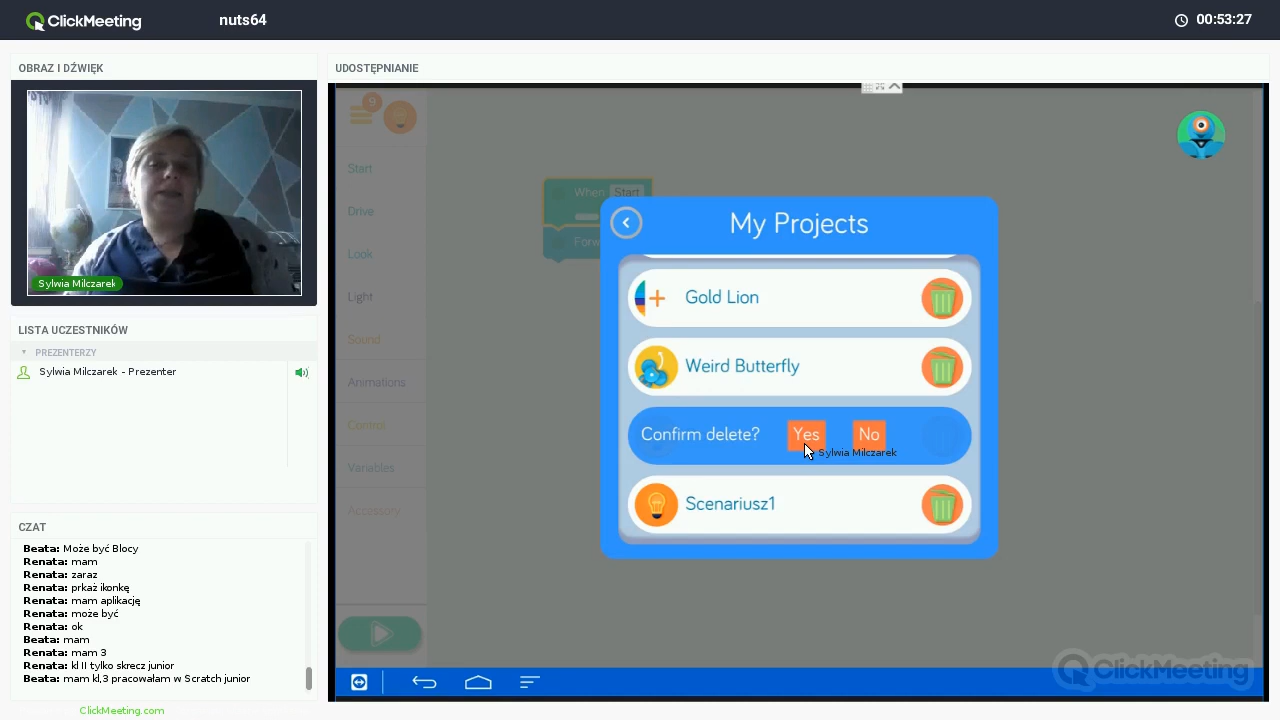 ClickMeeting
nuts64
00:53:27
OBRAZ I DŹWIĘK
Sylwia Milczarek
LISTA UCZESTNIKÓW
PREZENTERZY
Sylwia Milczarek - Prezenter
CZAT
Beata: Może być Blocy
Renata: mam
Renata: zaraz
Renata: prkaż ikonkę
Renata: mam aplikację
Renata: może być
Renata: ok
Beata: mam
Renata: mam 3
Renata: kl II tylko skrecz junior
Beata: mam kl,3 pracowałam w Scratch junior
ClickMeeting.com
UDOSTĘPNIANIE
9
Start
Drive
Look
Light
Sound
Animations
Control
Variables
Accessory
When Start
Forw
My Projects
Gold Lion
Weird Butterfly
Confirm delete? Yes No
Sylwia Milczarek
Scenariusz1
ClickMeeting